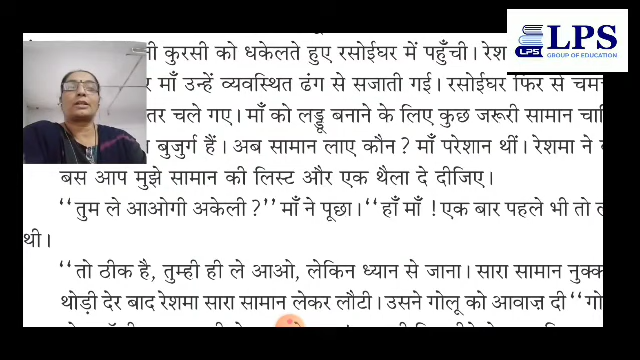 LPS
GROUP OF EDUCATION
कुरसी को धकेलते हुए रसोईघर में पहुँची। रेश
माँ उन्हें व्यवस्थित ढंग से सजाती गई। रसोईघर फिर से चम
चले गए। माँ को लड्डू बनाने के लिए कुछ जरूरी सामान चा
बुजुर्ग हैं। अब सामान लाए कौन? माँ परेशान थीं। रेशमा ने
बस आप मुझे सामान की लिस्ट और एक थैला दे दीजिए।
“तुम ले आओगी अकेली?” माँ ने पूछा। “हाँ माँ ! एक बार पहले भी तो
थी।
“तो ठीक है, तुम्ही ही ले आओ, लेकिन ध्यान से जाना। सारा सामान नुक्क
थोड़ी देर बाद रेशमा सारा सामान लेकर लौटी। उसने गोलू को आवाज़ दी “गो